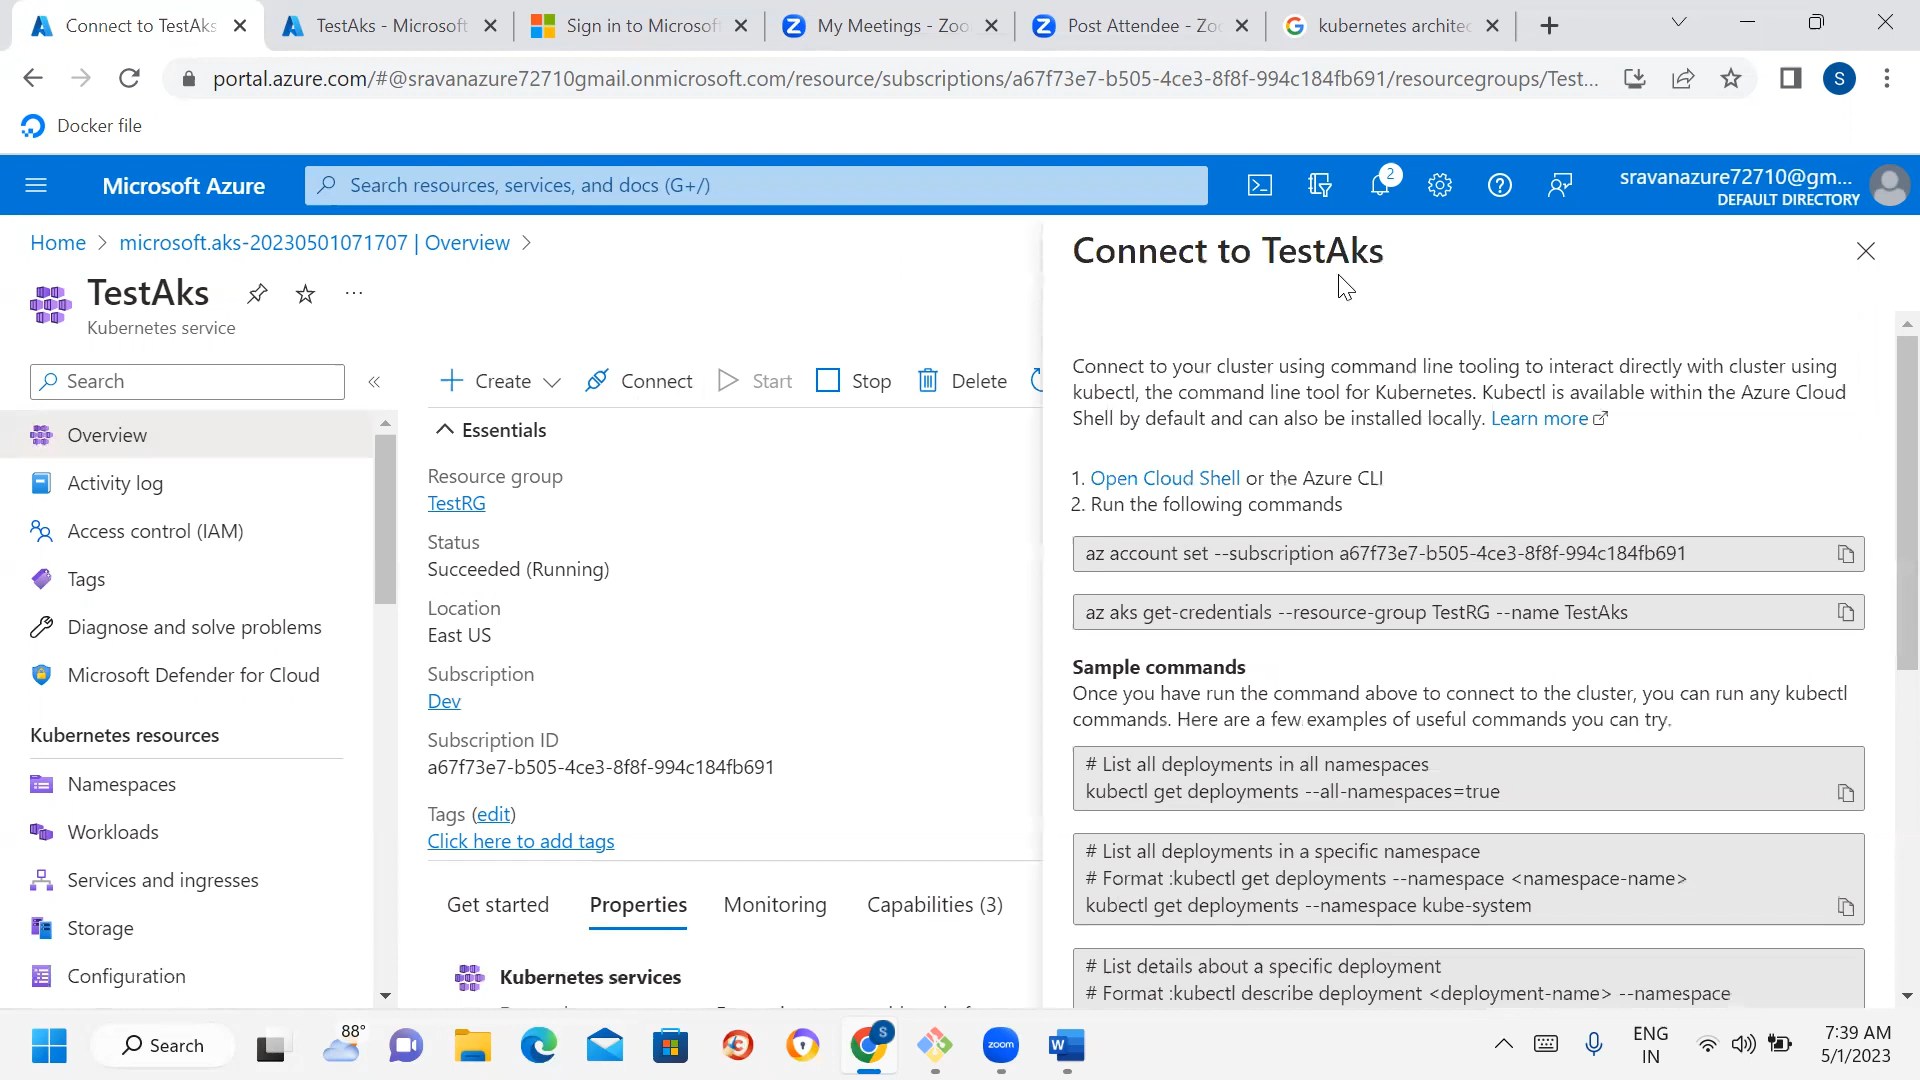 Connect to TestAks
TestAks - Microsoft
Sign in to Microsof
My Meetings - Zoo
Post Attendee - Zo
kubernetes architec
portal.azure.com/#@sravanazure72710gmail.onmicrosoft.com/resource/subscriptions/a67f73e7-b505-4ce3-8f8f-994c184fb691/resourcegroups/Test...
S
Docker file
Microsoft Azure
Search resources, services, and docs (G+/)
2
sravanazure72710@gm...
DEFAULT DIRECTORY
Home > microsoft.aks-20230501071707 | Overview >
TestAks
Kubernetes service
Search
Overview
Activity log
Access control (IAM)
Tags
Diagnose and solve problems
Microsoft Defender for Cloud
Kubernetes resources
Namespaces
Workloads
Services and ingresses
Storage
Configuration
Create
Connect
Start
Stop
Delete
Essentials
Resource group
TestRG
Status
Succeeded (Running)
Location
East US
Subscription
Dev
Subscription ID
a67f73e7-b505-4ce3-8f8f-994c184fb691
Tags (edit)
Click here to add tags
Get started
Properties
Monitoring
Capabilities (3)
Kubernetes services
Connect to TestAks
Connect to your cluster using command line tooling to interact directly with cluster using
kubectl, the command line tool for Kubernetes. Kubectl is available within the Azure Cloud
Shell by default and can also be installed locally. Learn more
1. Open Cloud Shell or the Azure CLI
2. Run the following commands
az account set --subscription a67f73e7-b505-4ce3-8f8f-994c184fb691
az aks get-credentials --resource-group TestRG --name TestAks
Sample commands
Once you have run the command above to connect to the cluster, you can run any kubectl
commands. Here are a few examples of useful commands you can try.
# List all deployments in all namespaces
kubectl get deployments --all-namespaces=true
# List all deployments in a specific namespace
# Format :kubectl get deployments --namespace <namespace-name>
kubectl get deployments --namespace kube-system
# List details about a specific deployment
# Format :kubectl describe deployment <deployment-name> --namespace
Search
88°
S
zoom
W
ENG
IN
7:39 AM
5/1/2023